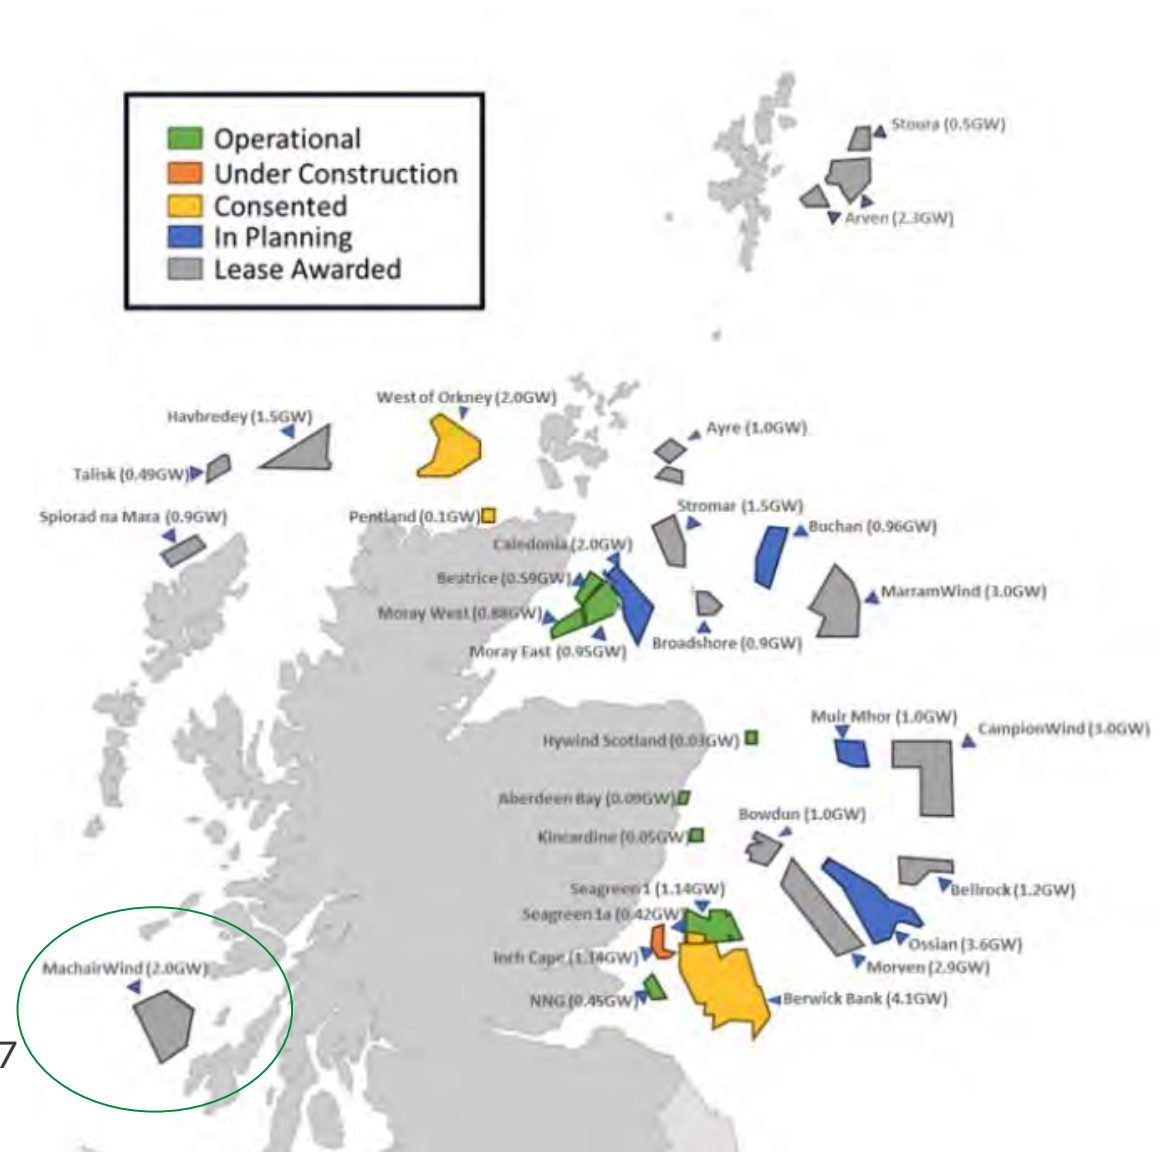 Operational
Under Construction
Consented
In Planning
Lease Awarded
Stoura (0.5GW)
Arven (2.3GW)
West of Orkney (2.0GW)
Havbredey (1.5GW)
Talisk (0.49GW)
Ayre (1.0GW)
Spiorad na Mara (0.9GW)
Pentland (0.1GW)
Stromar (1.5GW)
Buchan (0.96GW)
Caledonia (2.0GW)
Beatrice (0.59GW)
MarramWind (3.0GW)
Moray West (0.88GW)
Moray East (0.95GW)
Broadshore (0.9GW)
Muir Mhor (1.0GW)
CampionWind (3.0GW)
Hywind Scotland (0.03GW)
Aberdeen Bay (0.09GW)
Kincardine (0.05GW)
Bowdun (1.0GW)
Seagreen 1 (1.14GW)
Bellrock (1.2GW)
Seagreen 1a (0.42GW)
Ossian (3.6GW)
Inch Cape (1.14GW)
Morven (2.9GW)
MachairWind (2.0GW)
NNG (0.45GW)
Berwick Bank (4.1GW)
7